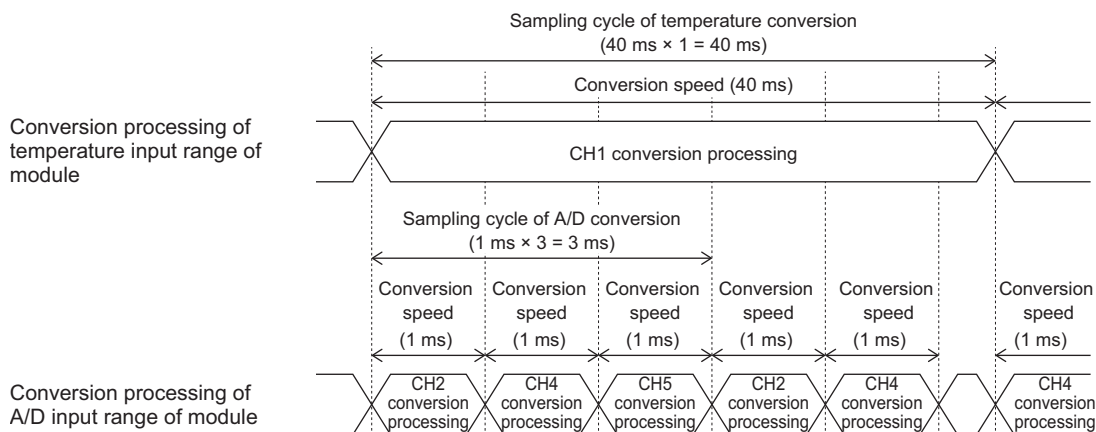 Sampling cycle of temperature conversion
(40 ms × 1 = 40 ms)
Conversion speed (40 ms)
Conversion processing of
temperature input range of
module
CH1 conversion processing
Sampling cycle of A/D conversion
(1 ms × 3 = 3 ms)
Conversion
speed
(1 ms)
Conversion
speed
(1 ms)
Conversion
speed
(1 ms)
Conversion
speed
(1 ms)
Conversion
speed
(1 ms)
Conversion
speed
(1 ms)
Conversion processing of
A/D input range of module
CH2
conversion
processing
CH4
conversion
processing
CH5
conversion
processing
CH2
conversion
processing
CH4
conversion
processing
CH4
conversion
processing